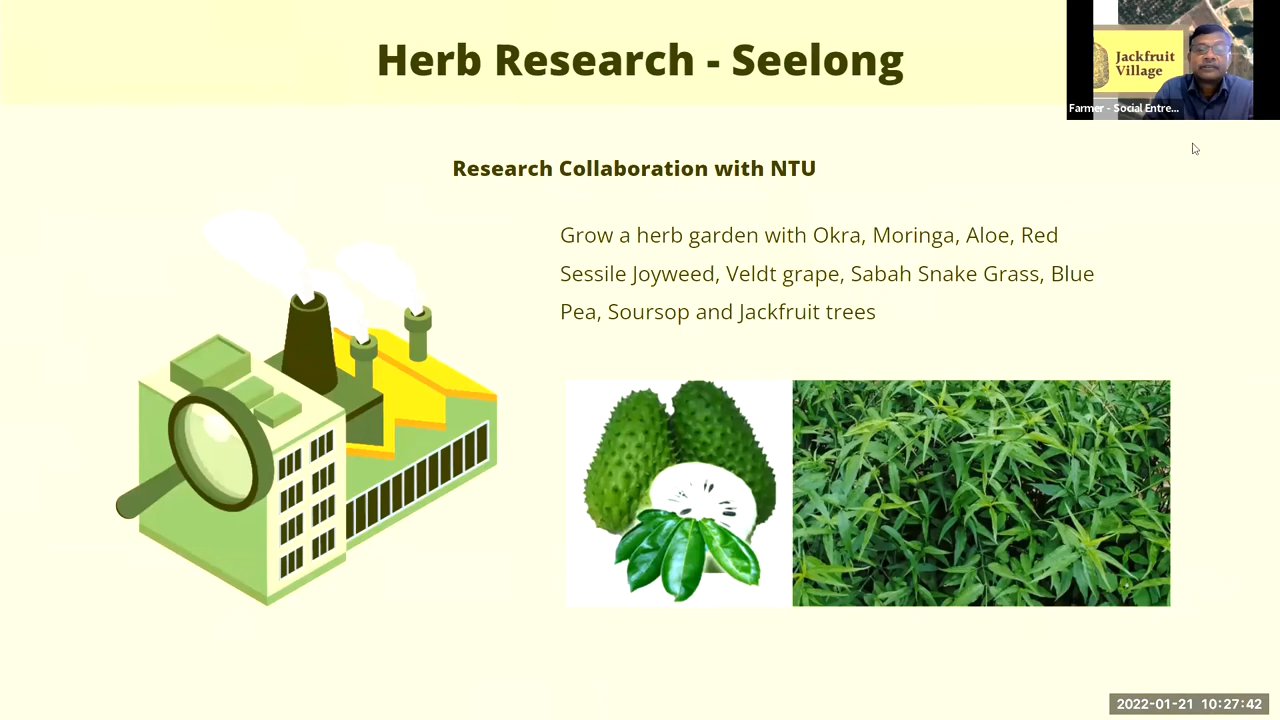 Herb Research - Seelong
Jackfruit
Village
Farmer - Social Entre...
Research Collaboration with NTU
Grow a herb garden with Okra, Moringa, Aloe, Red
Sessile Joyweed, Veldt grape, Sabah Snake Grass, Blue
Pea, Soursop and Jackfruit trees
2022-01-21 10:27:42